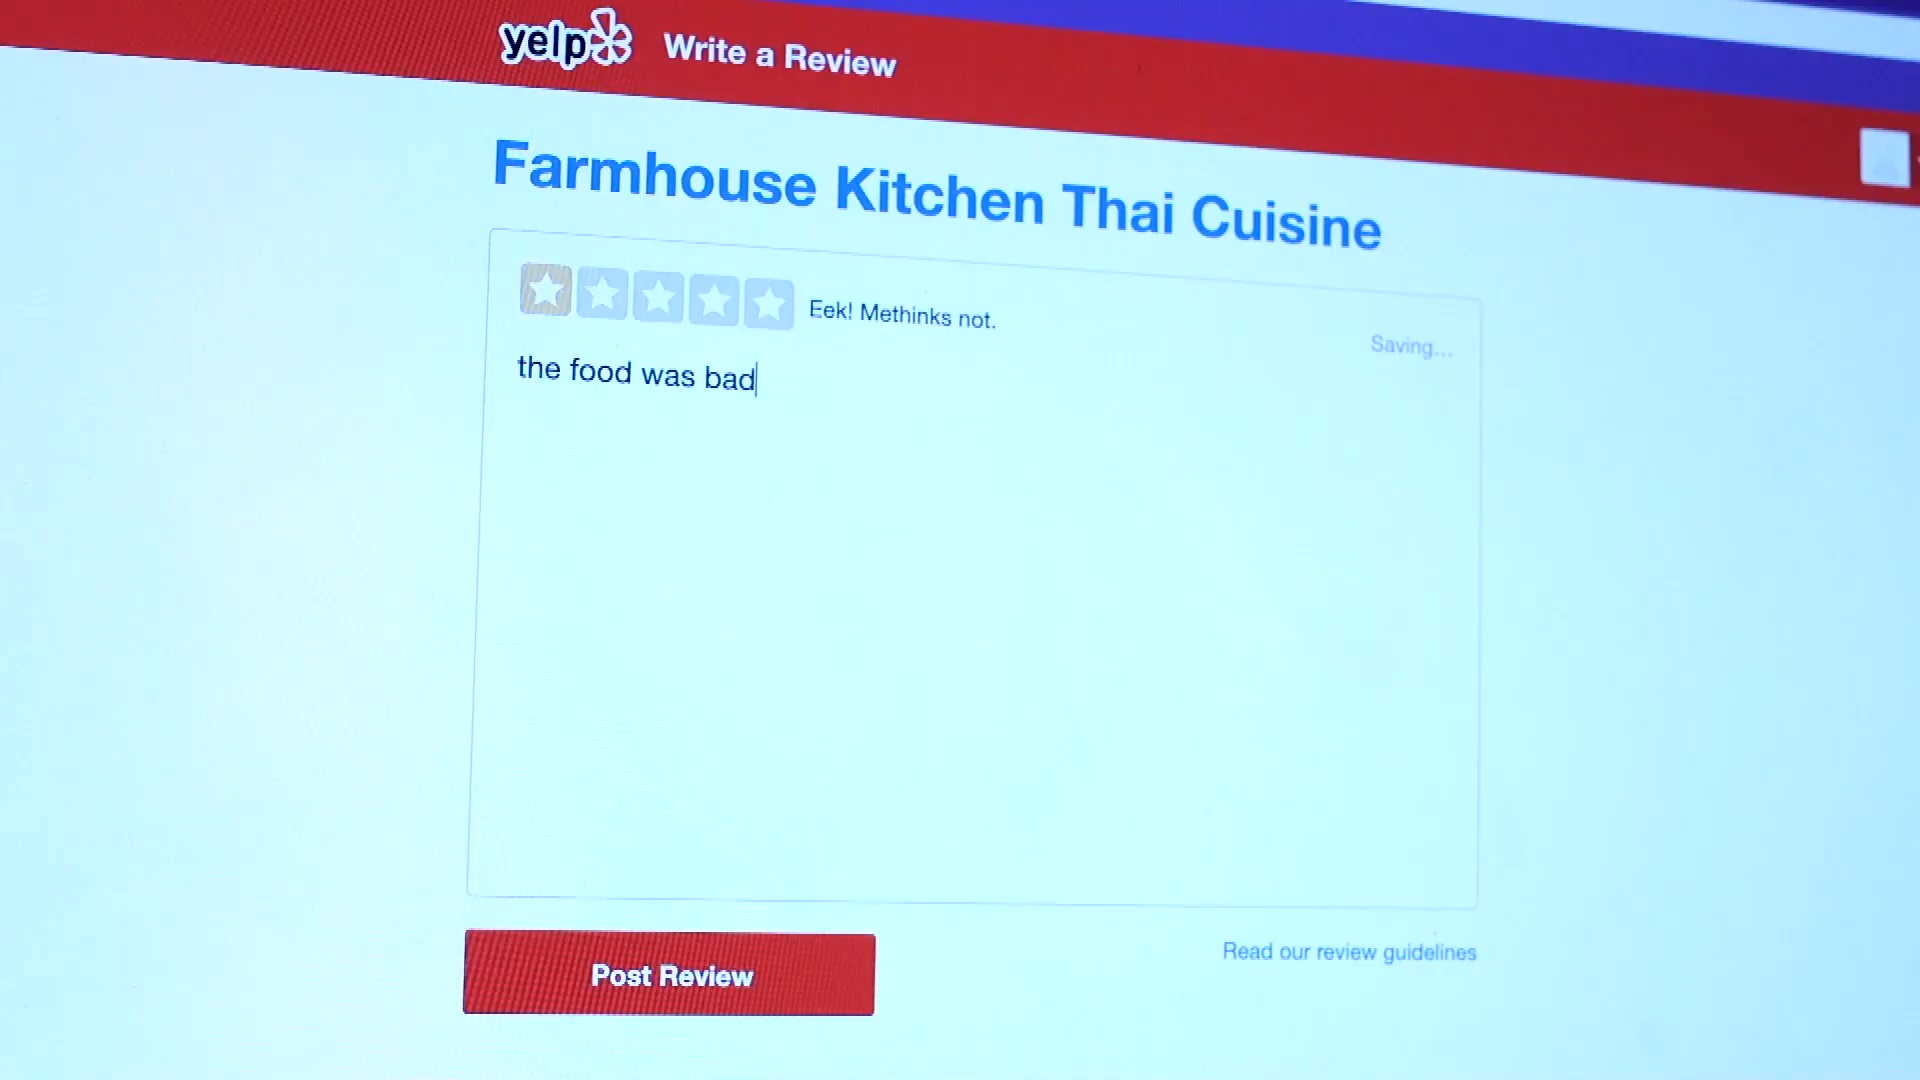 yelp Write a Review
Farmhouse Kitchen Thai Cuisine
Eek! Methinks not.
Saving...
the food was bad
Post Review
Read our review guidelines